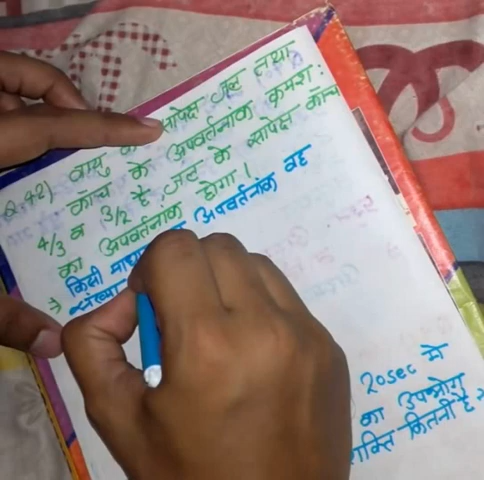 Q.42) वायु के सापेक्ष जल तथा
काँच के अपवर्तनांक क्रमश:
4/3 व 3/2 है, जल के सापेक्ष काँच
का अपवर्तनांक होगा।
→ किसी अपवर्तनांक वह
संख्या
20sec में
का उपभोग
शक्ति कितनी है